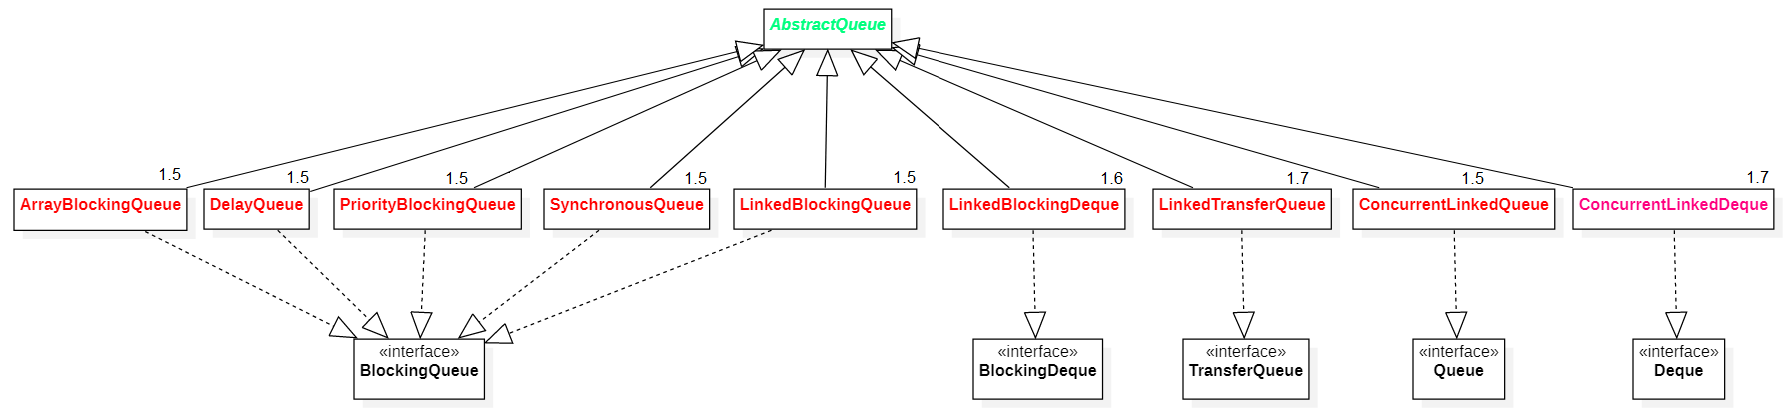 AbstractQueue
1.5
1.5
1.5
1.5
1.5
1.6
1.7
1.5
1.7
ArrayBlockingQueue
DelayQueue
PriorityBlockingQueue
SynchronousQueue
LinkedBlockingQueue
LinkedBlockingDeque
LinkedTransferQueue
ConcurrentLinkedQueue
ConcurrentLinkedDeque
«interface»
BlockingQueue
«interface»
BlockingDeque
«interface»
TransferQueue
«interface»
Queue
«interface»
Deque